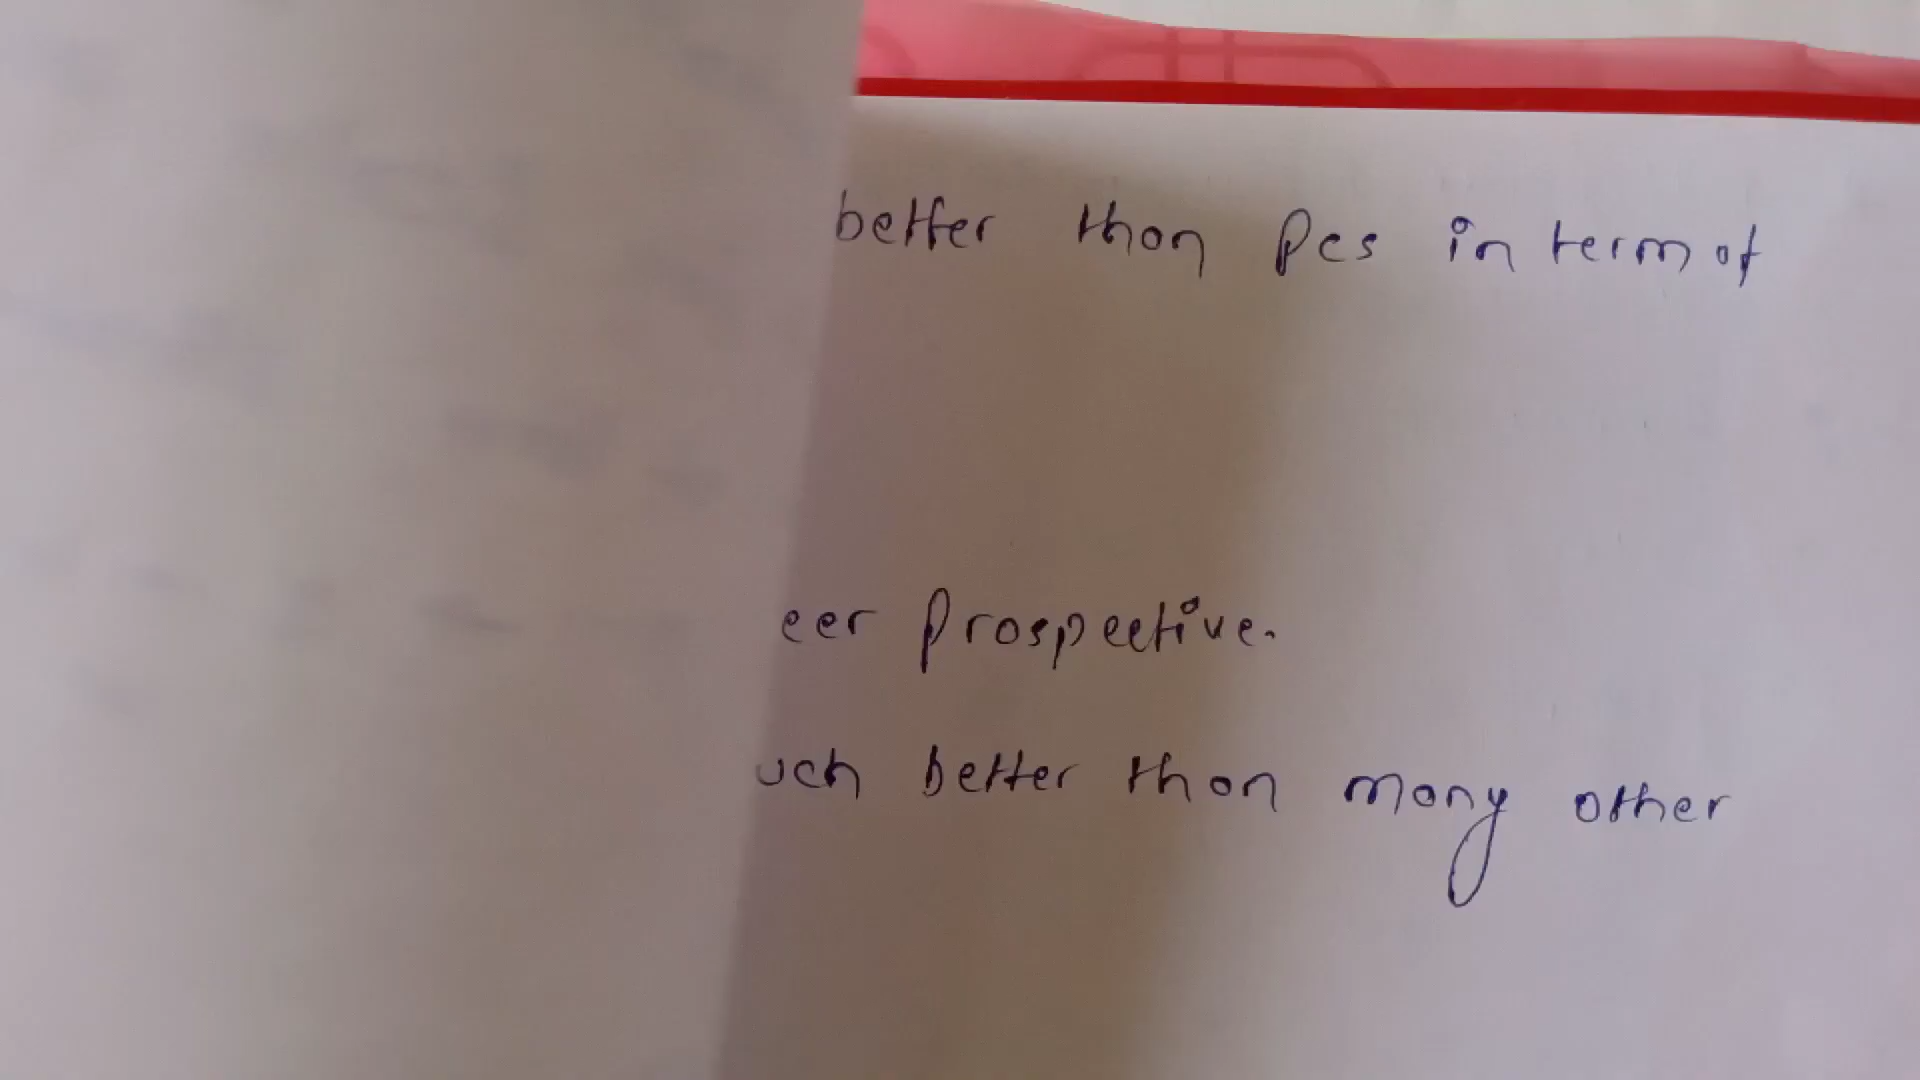 better than Pcs in term of
eer Prospective.
uch better than many other